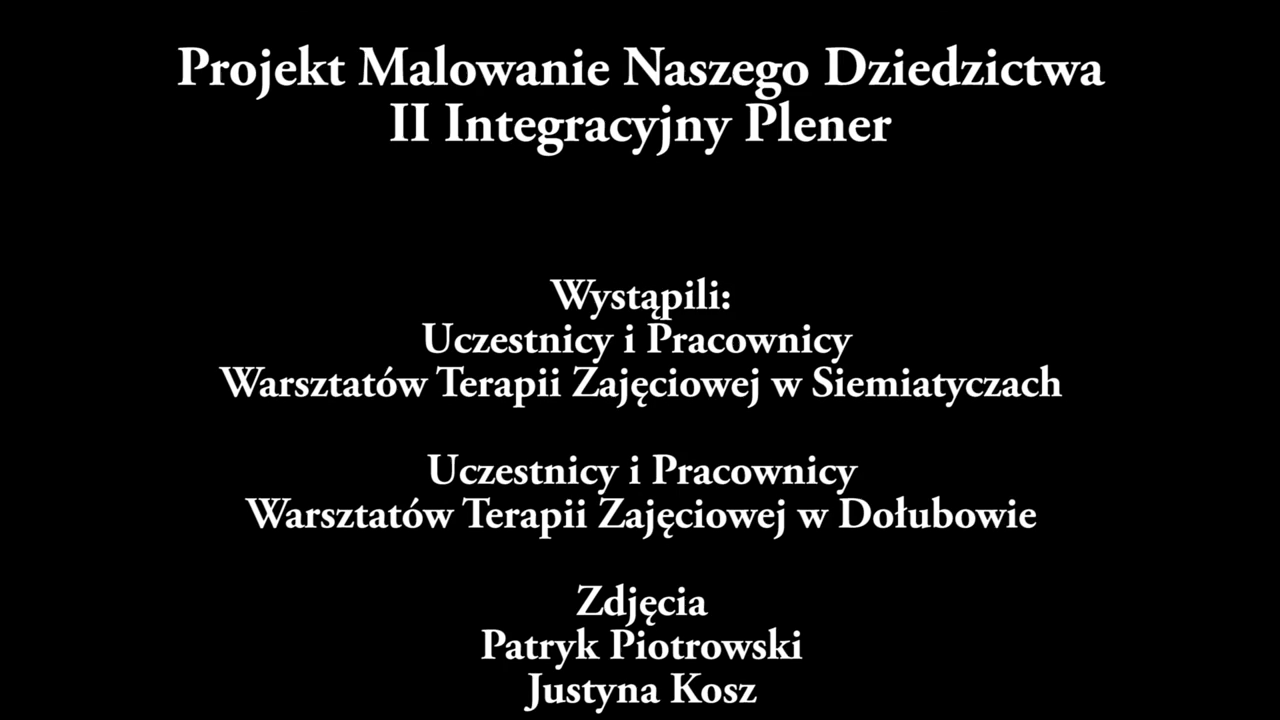 Projekt Malowanie Naszego Dziedzictwa
II Integracyjny Plener
Wystąpili:
Uczestnicy i Pracownicy
Warsztatów Terapii Zajęciowej w Siemiatyczach
Uczestnicy i Pracownicy
Warsztatów Terapii Zajęciowej w Dołubowie
Zdjęcia
Patryk Piotrowski
Justyna Kosz